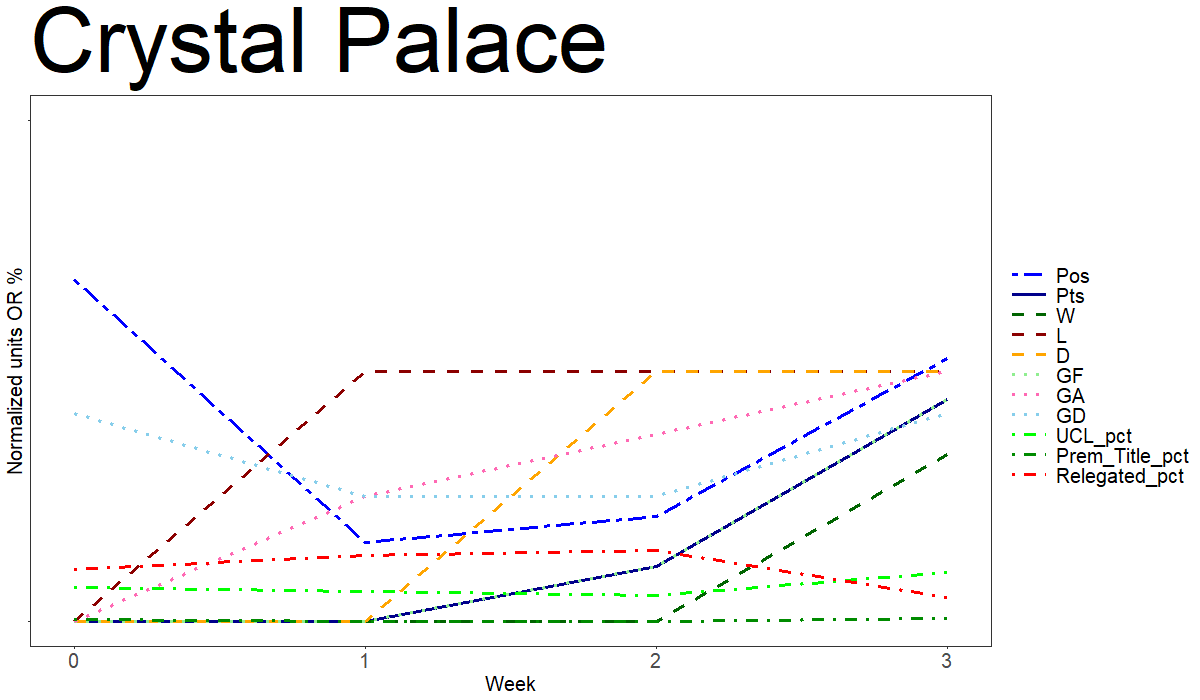 Crystal Palace
Normalized units OR %
Pos
Pts
W
L
D
GF
GA
GD
UCL_pct
Prem_Title_pct
Relegated_pct
0 1 2 3
Week